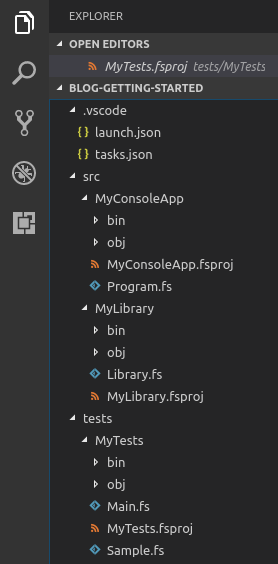 EXPLORER
OPEN EDITORS
MyTests.fsproj tests/MyTests
BLOG-GETTING-STARTED
.vscode
{ } launch.json
{ } tasks.json
src
MyConsoleApp
bin
obj
MyConsoleApp.fsproj
Program.fs
MyLibrary
bin
obj
Library.fs
MyLibrary.fsproj
tests
MyTests
bin
obj
Main.fs
MyTests.fsproj
Sample.fs